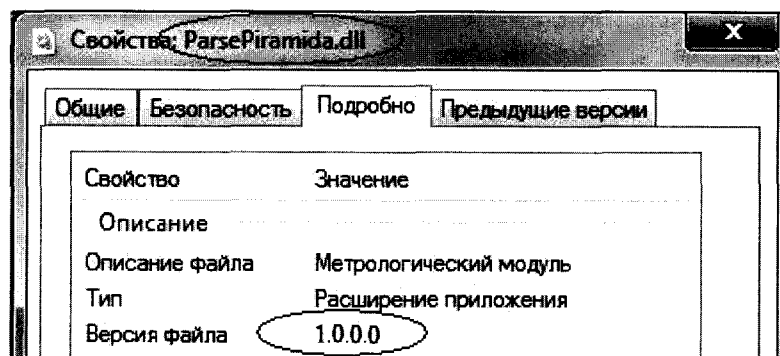 Свойства: ParsePiramida.dll
x
Общие Безопасность Подробно Предыдущие версии
Свойство Значение
Описание
Описание файла Метрологический модуль
Тип Расширение приложения
Версия файла 1.0.0.0